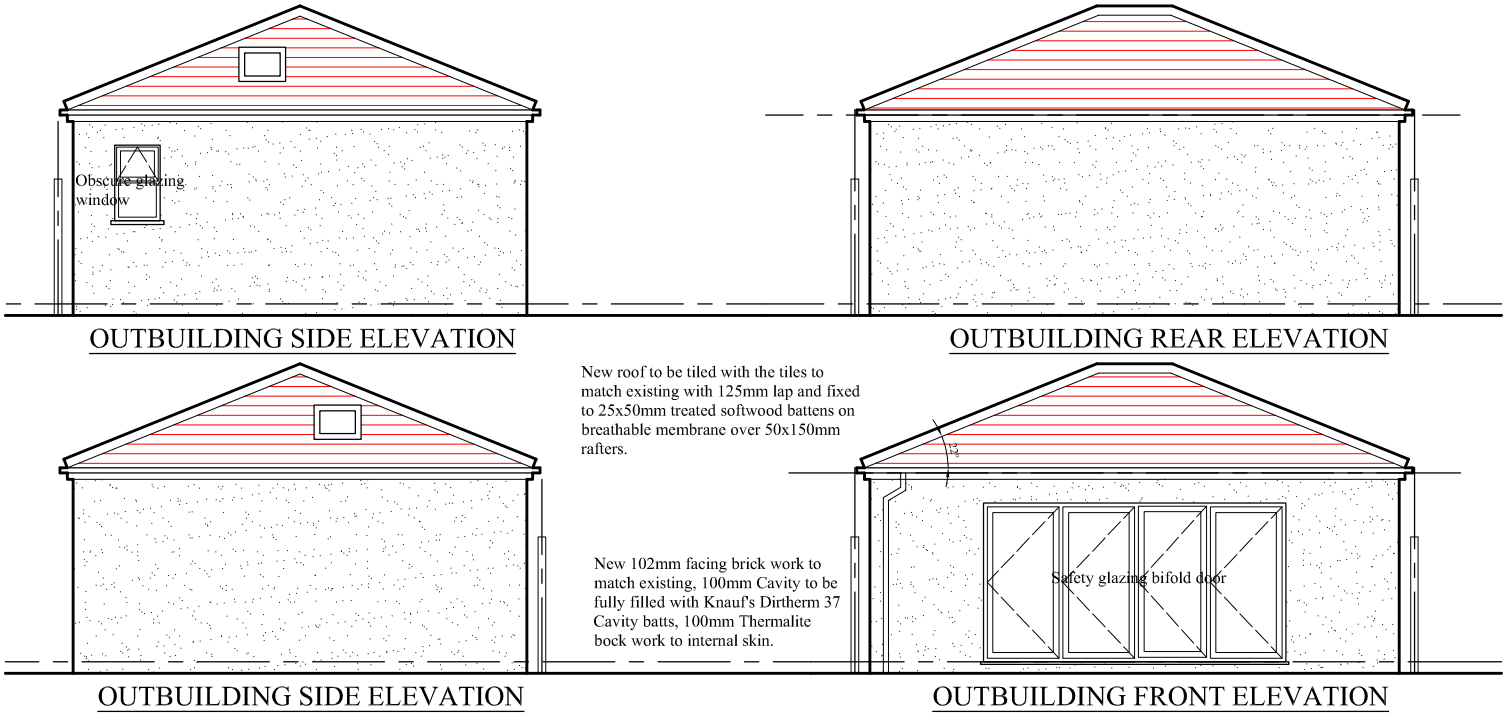 Obscure glazing
window
OUTBUILDING SIDE ELEVATION
OUTBUILDING REAR ELEVATION
New roof to be tiled with the tiles to
match existing with 125mm lap and fixed
to 25x50mm treated softwood battens on
breathable membrane over 50x150mm
rafters.
22°
New 102mm facing brick work to
match existing, 100mm Cavity to be
fully filled with Knauf's Dirtherm 37
Cavity batts, 100mm Thermalite
bock work to internal skin.
Safety glazing bifold door
OUTBUILDING SIDE ELEVATION
OUTBUILDING FRONT ELEVATION